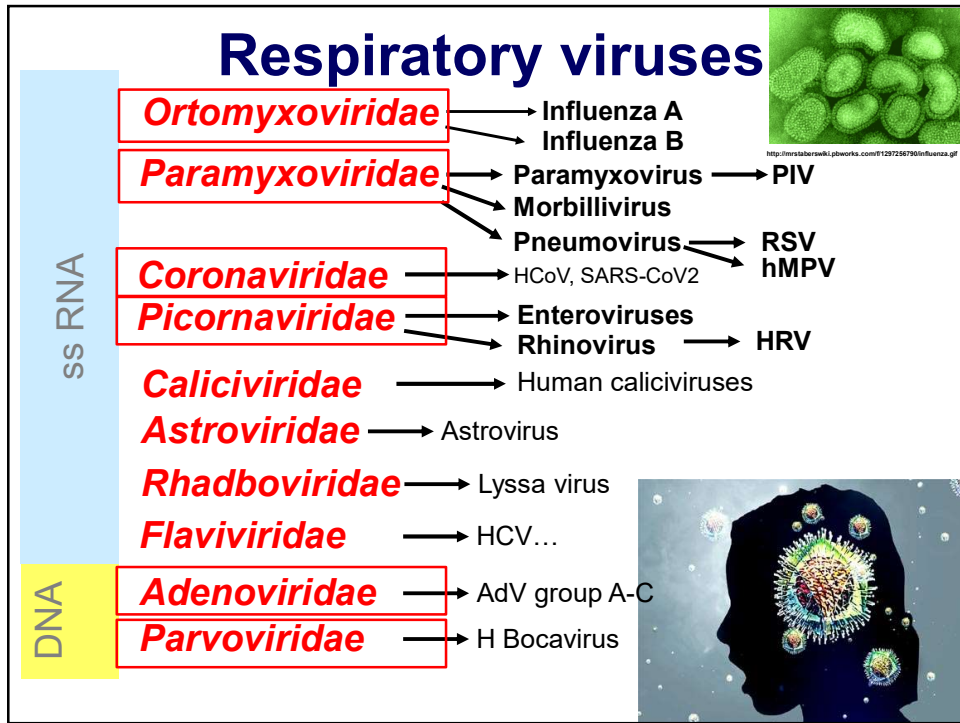 Respiratory viruses
http://mrstaberswiki.pbworks.com/f/1297256790/influenza.gif
ss RNA
Ortomyxoviridae Influenza A
Influenza B
Paramyxoviridae Paramyxovirus PIV
Morbillivirus
Pneumovirus RSV
hMPV
Coronaviridae HCoV, SARS-CoV2
Picornaviridae Enteroviruses
Rhinovirus HRV
Caliciviridae Human caliciviruses
Astroviridae Astrovirus
Rhadboviridae Lyssa virus
Flaviviridae HCV…
DNA
Adenoviridae AdV group A-C
Parvoviridae H Bocavirus